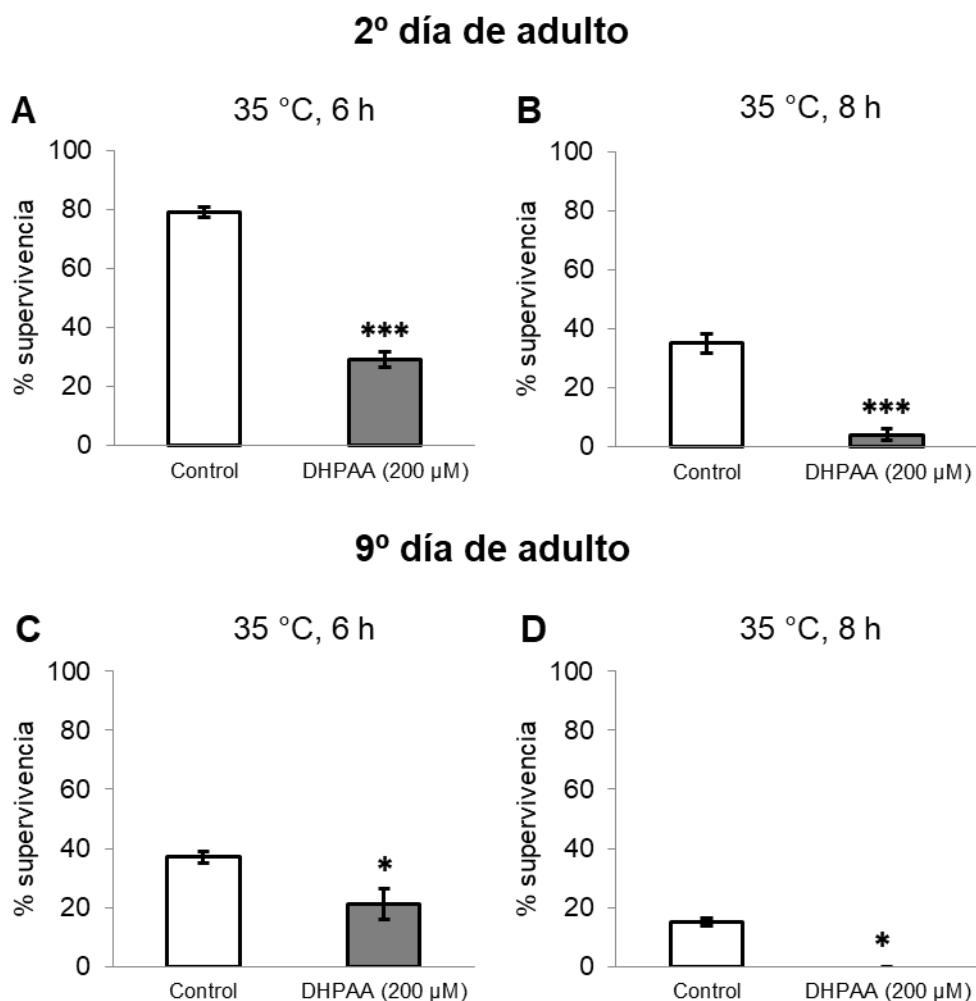 2º día de adulto
A
35 °C, 6 h
% supervivencia
100
80
60
40
20
0
***
Control
DHPAA (200 µM)
B
35 °C, 8 h
% supervivencia
100
80
60
40
20
0
***
Control
DHPAA (200 µM)
9º día de adulto
C
35 °C, 6 h
% supervivencia
100
80
60
40
20
0
*
Control
DHPAA (200 µM)
D
35 °C, 8 h
% supervivencia
100
80
60
40
20
0
*
Control
DHPAA (200 µM)